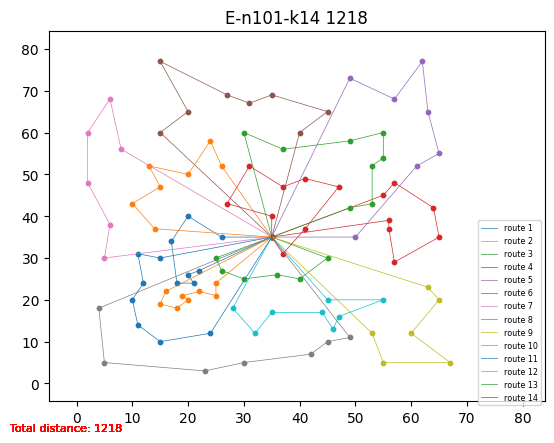 E-n101-k14 1218
80
70
60
50
40
30
20
10
0
0 10 20 30 40 50 60 70 80
route 1
route 2
route 3
route 4
route 5
route 6
route 7
route 8
route 9
route 10
route 11
route 12
route 13
route 14
Total distance: 1218